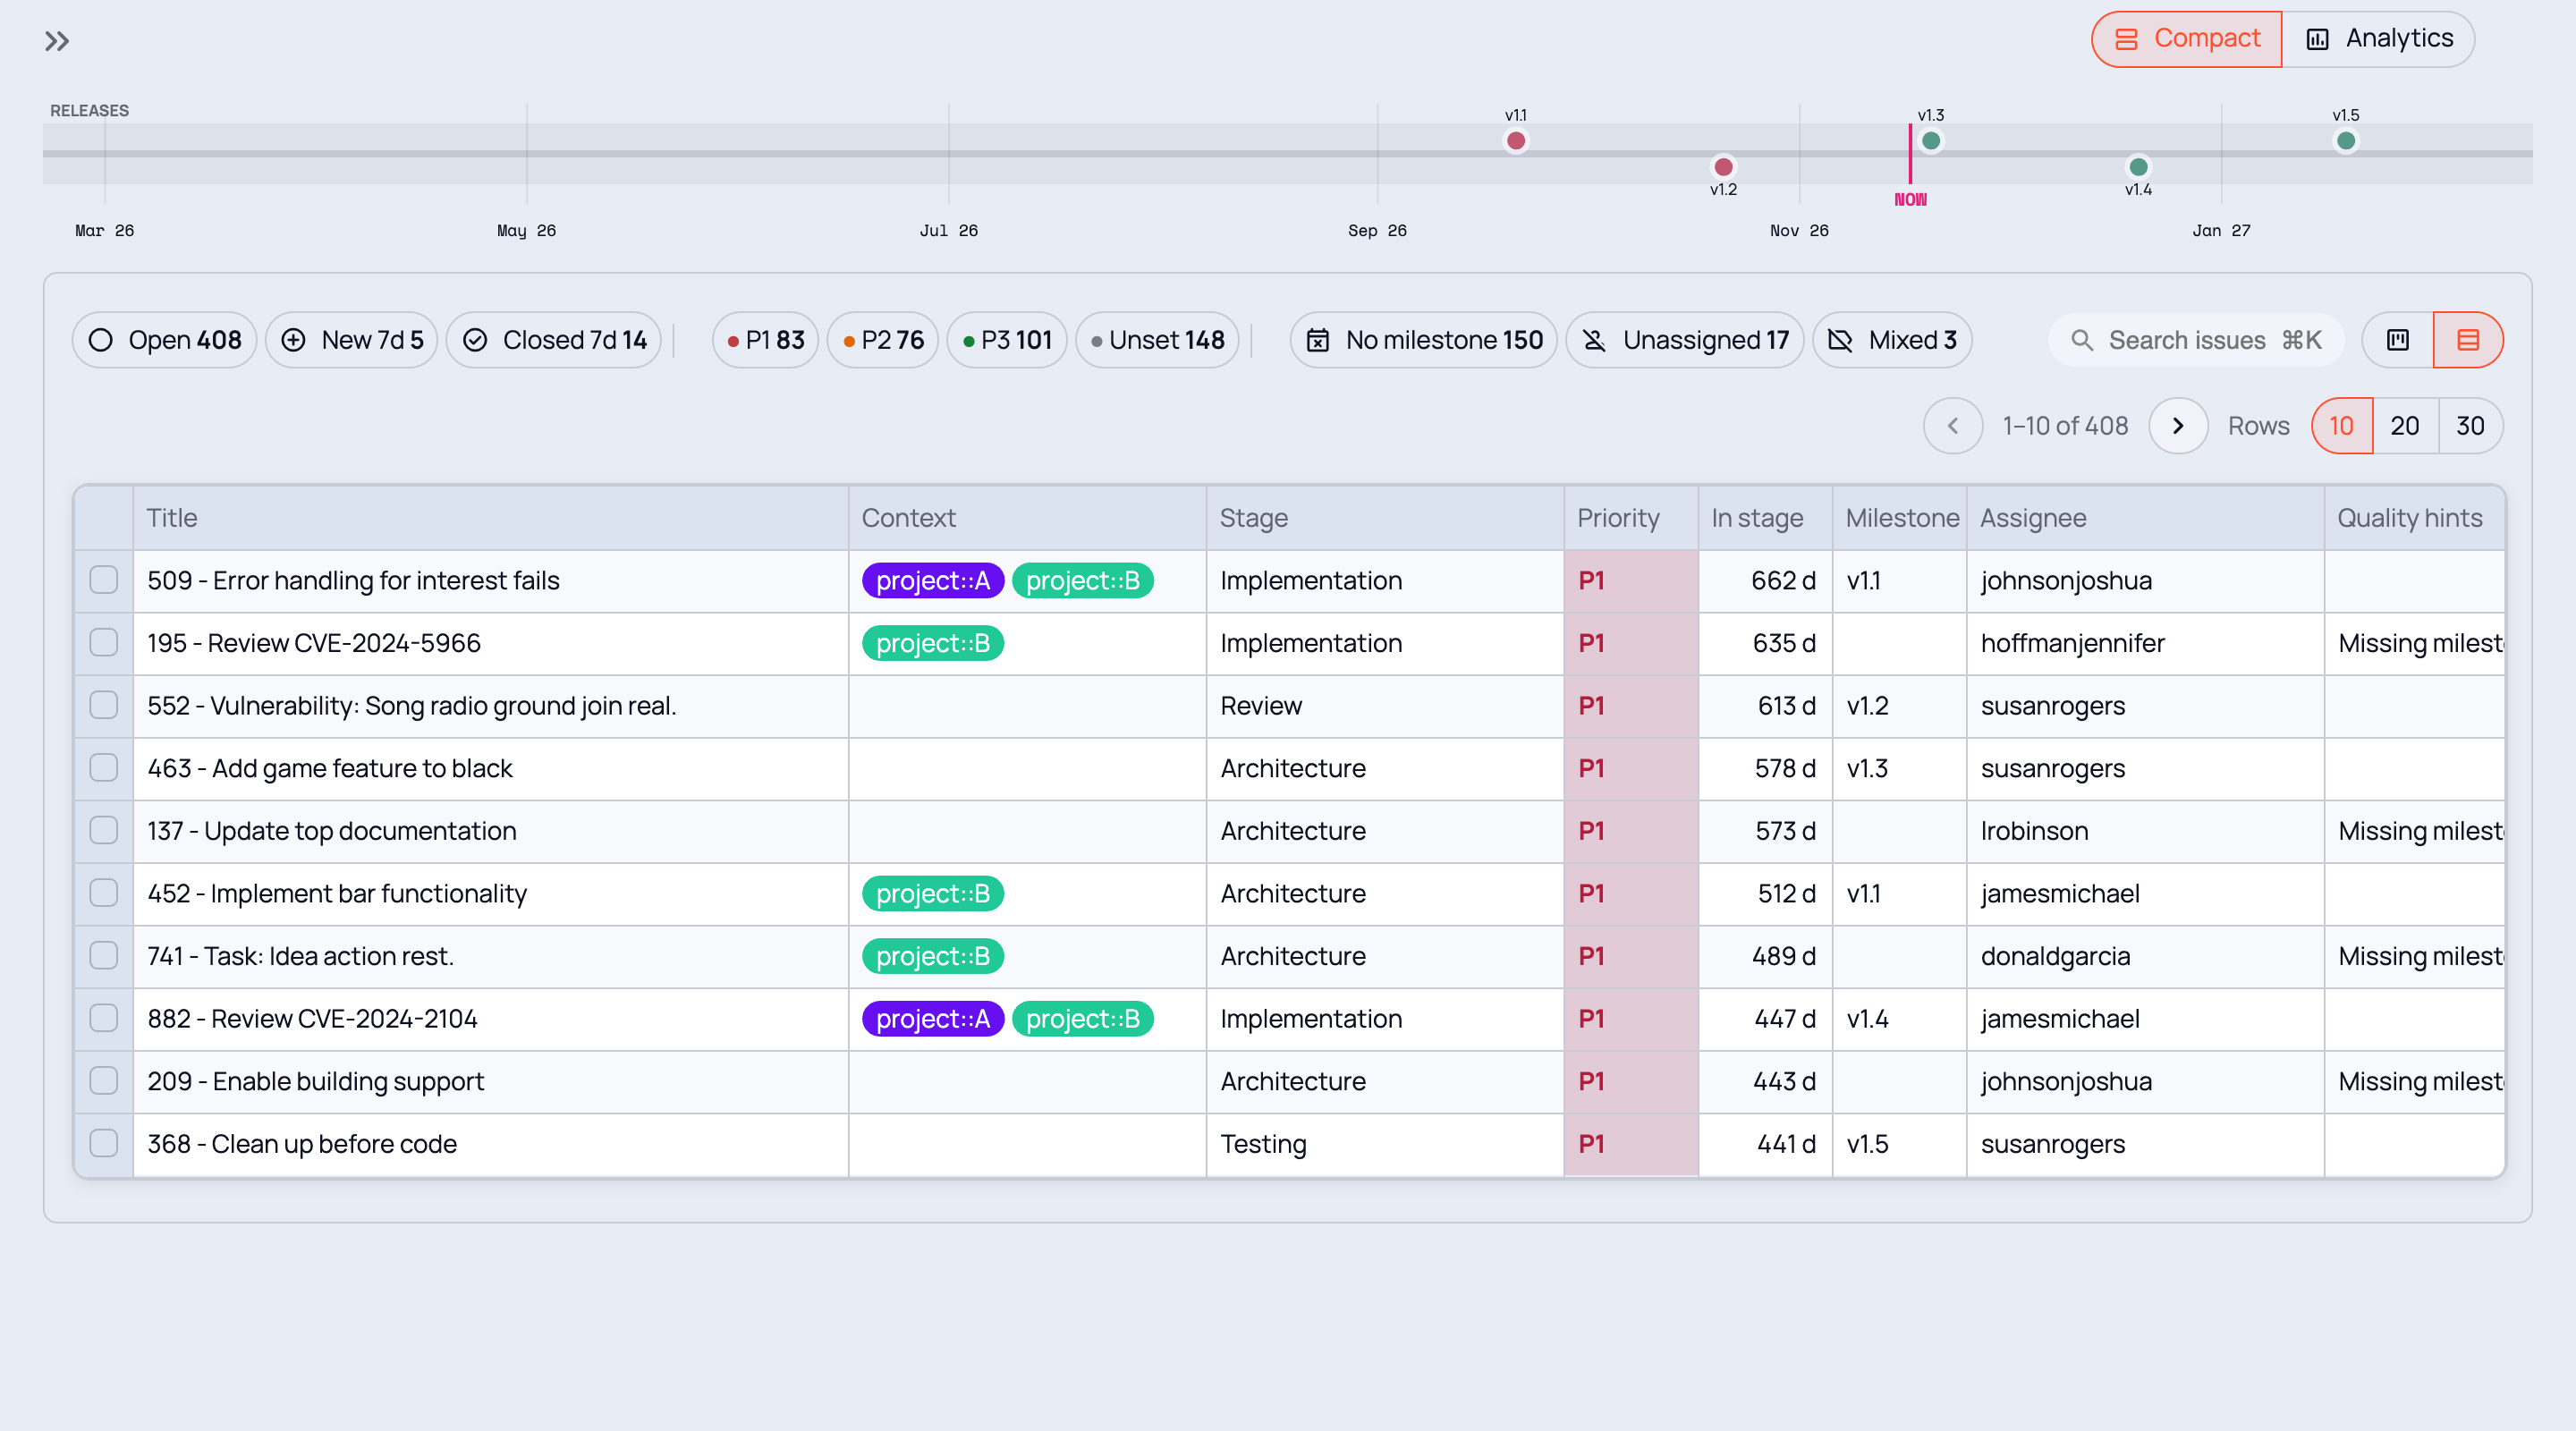 Compact Analytics
RELEASES
v1.1 v1.3 v1.5
v1.2 v1.4
NOW
Mar 26 May 26 Jul 26 Sep 26 Nov 26 Jan 27
Open 408 New 7d 5 Closed 7d 14 P1 83 P2 76 P3 101 Unset 148 No milestone 150 Unassigned 17 Mixed 3 Search issues ⌘K
1–10 of 408 Rows 10 20 30
Title Context Stage Priority In stage Milestone Assignee Quality hints
509 - Error handling for interest fails project::A project::B Implementation P1 662 d v1.1 johnsonjoshua
195 - Review CVE-2024-5966 project::B Implementation P1 635 d hoffmanjennifer Missing milest
552 - Vulnerability: Song radio ground join real. Review P1 613 d v1.2 susanrogers
463 - Add game feature to black Architecture P1 578 d v1.3 susanrogers
137 - Update top documentation Architecture P1 573 d lrobinson Missing milest
452 - Implement bar functionality project::B Architecture P1 512 d v1.1 jamesmichael
741 - Task: Idea action rest. project::B Architecture P1 489 d donaldgarcia Missing milest
882 - Review CVE-2024-2104 project::A project::B Implementation P1 447 d v1.4 jamesmichael
209 - Enable building support Architecture P1 443 d johnsonjoshua Missing milest
368 - Clean up before code Testing P1 441 d v1.5 susanrogers